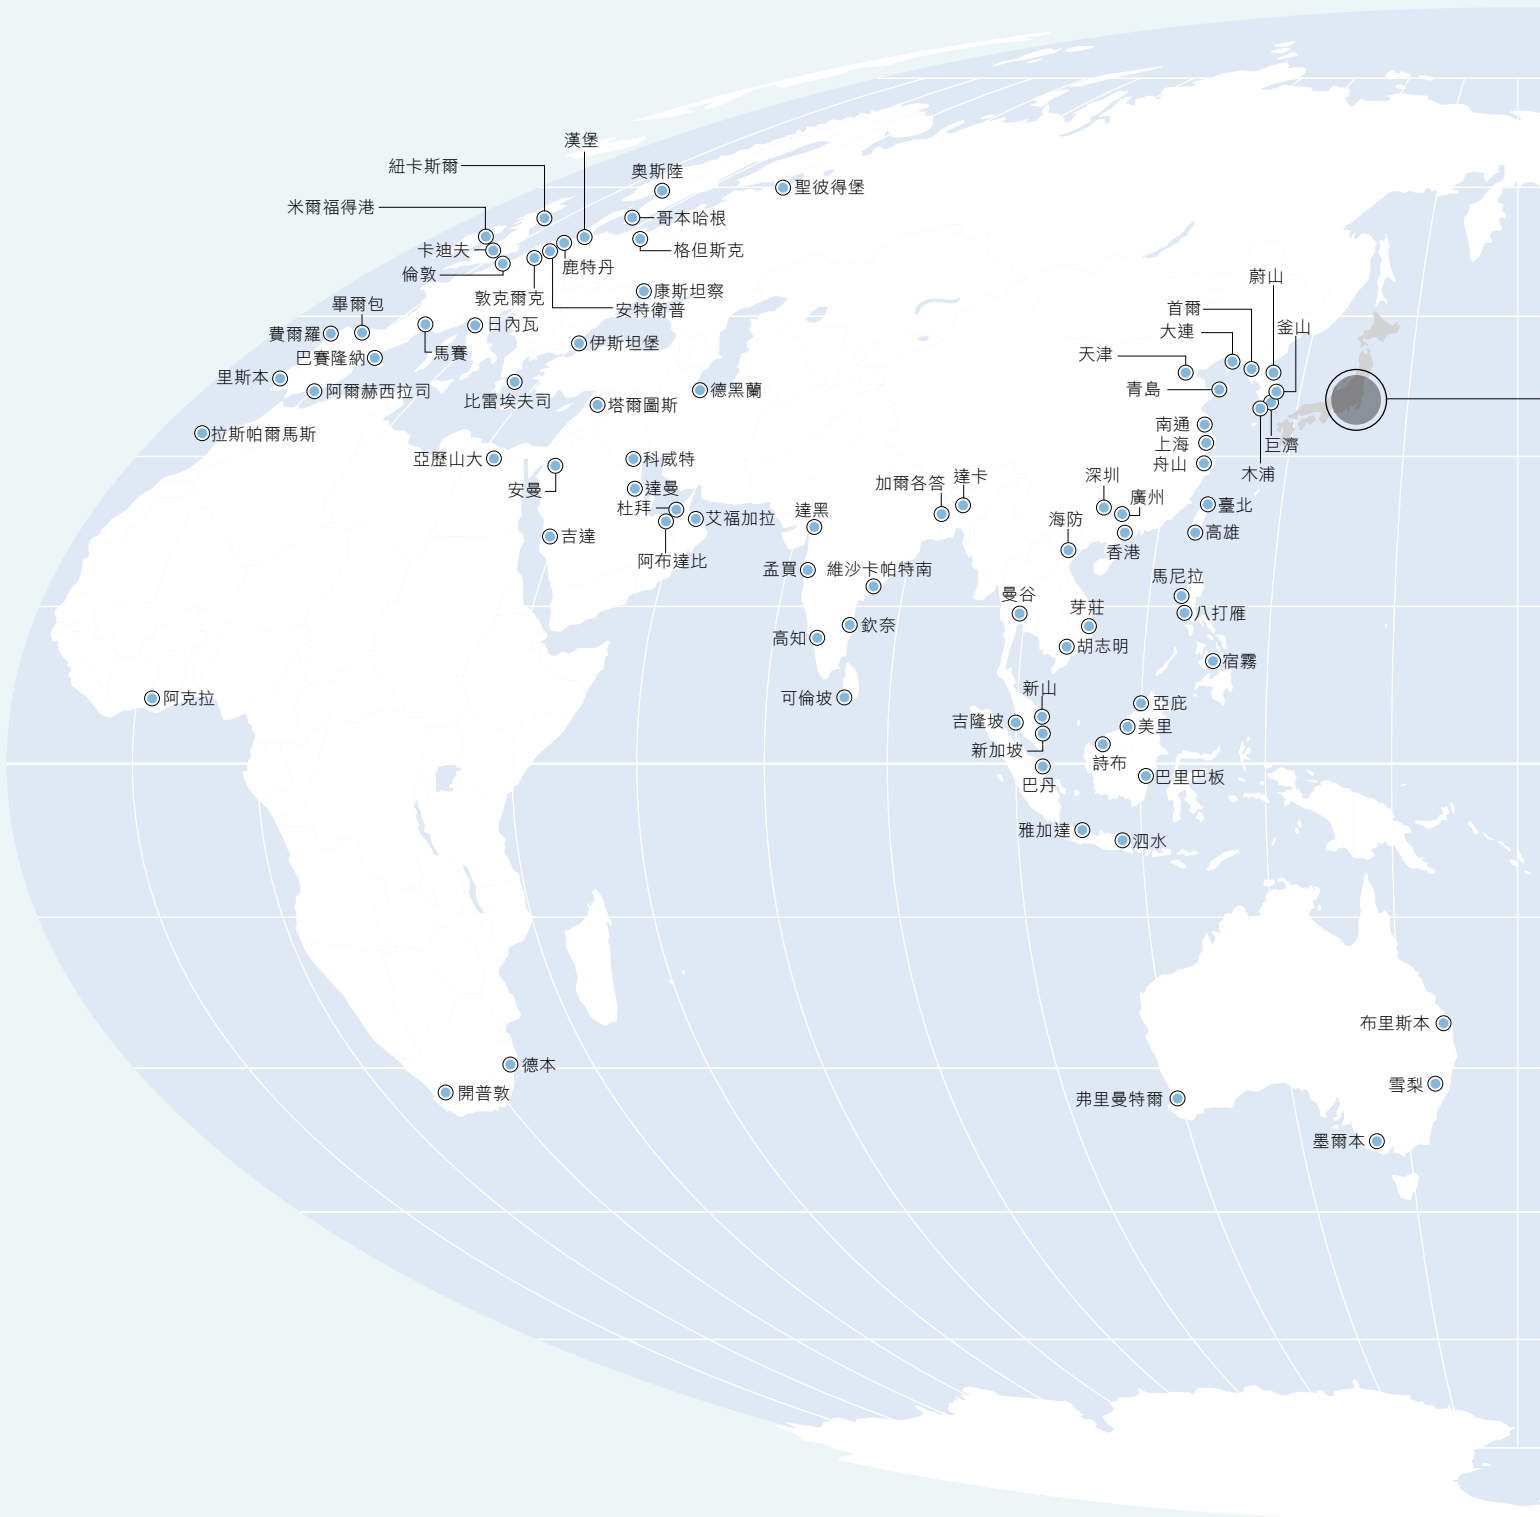 漢堡
紐卡斯爾
奧斯陸
聖彼得堡
米爾福得港
哥本哈根
卡迪夫
格但斯克
鹿特丹
倫敦
敦克爾克
康斯坦察
安特衛普
畢爾包
費爾羅
日內瓦
伊斯坦堡
馬賽
巴賽隆納
里斯本
阿爾赫西拉司
比雷埃夫司
德黑蘭
塔爾圖斯
拉斯帕爾馬斯
亞歷山大
科威特
安曼
達曼
杜拜
艾福加拉
吉達
阿布達比
蔚山
首爾
釜山
大連
天津
青島
南通
上海
巨濟
舟山
木浦
加爾各答
達卡
深圳
廣州
達黑
海防
臺北
高雄
香港
孟買
維沙卡帕特南
馬尼拉
曼谷
芽莊
八打雁
欽奈
高知
胡志明
宿霧
新山
可倫坡
阿克拉
亞庇
吉隆坡
美里
新加坡
詩布
巴丹
巴里巴板
雅加達
泗水
布里斯本
德本
開普敦
雪梨
弗里曼特爾
墨爾本